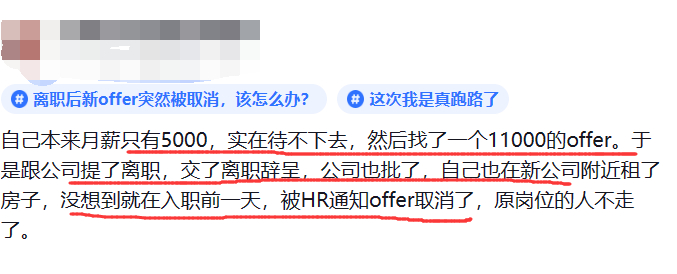 # 离职后新offer突然被取消，该怎么办？ # 这次我是真跑路了
自己本来月薪只有5000，实在待不下去，然后找了一个11000的offer。于
是跟公司提了离职，交了离职辞呈，公司也批了，自己也在新公司附近租了
房子，没想到就在入职前一天，被HR通知offer取消了，原岗位的人不走
了。